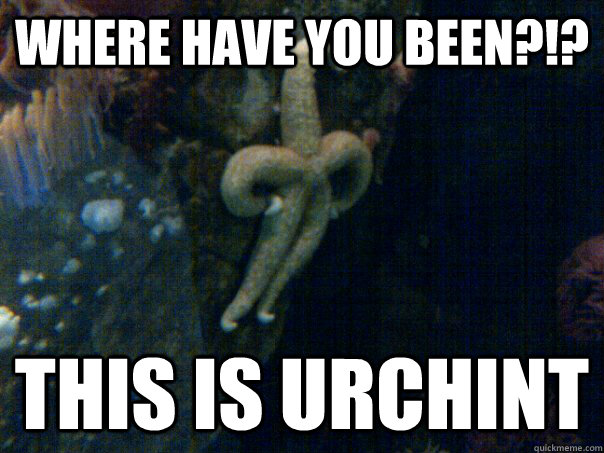 WHERE HAVE YOU BEEN?!?
THIS IS URCHINT
quickmeme.com